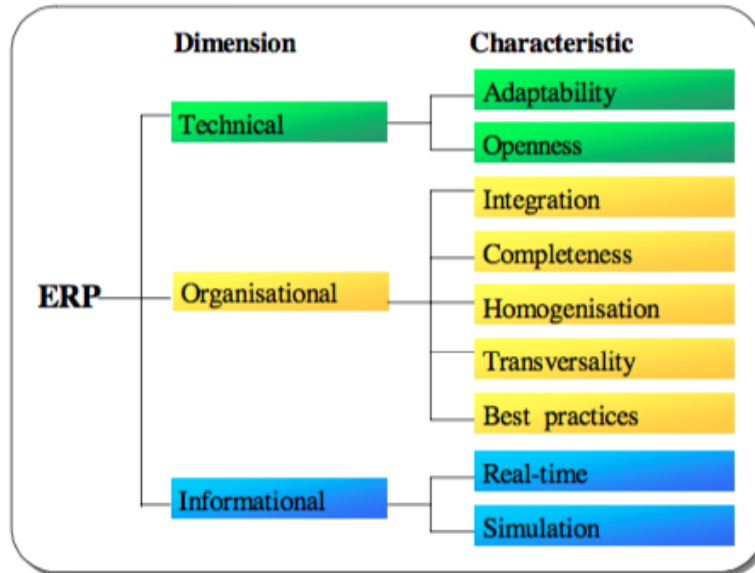 Dimension
Characteristic
Technical
Adaptability
Openness
ERP
Organisational
Integration
Completeness
Homogenisation
Transversality
Best practices
Informational
Real-time
Simulation